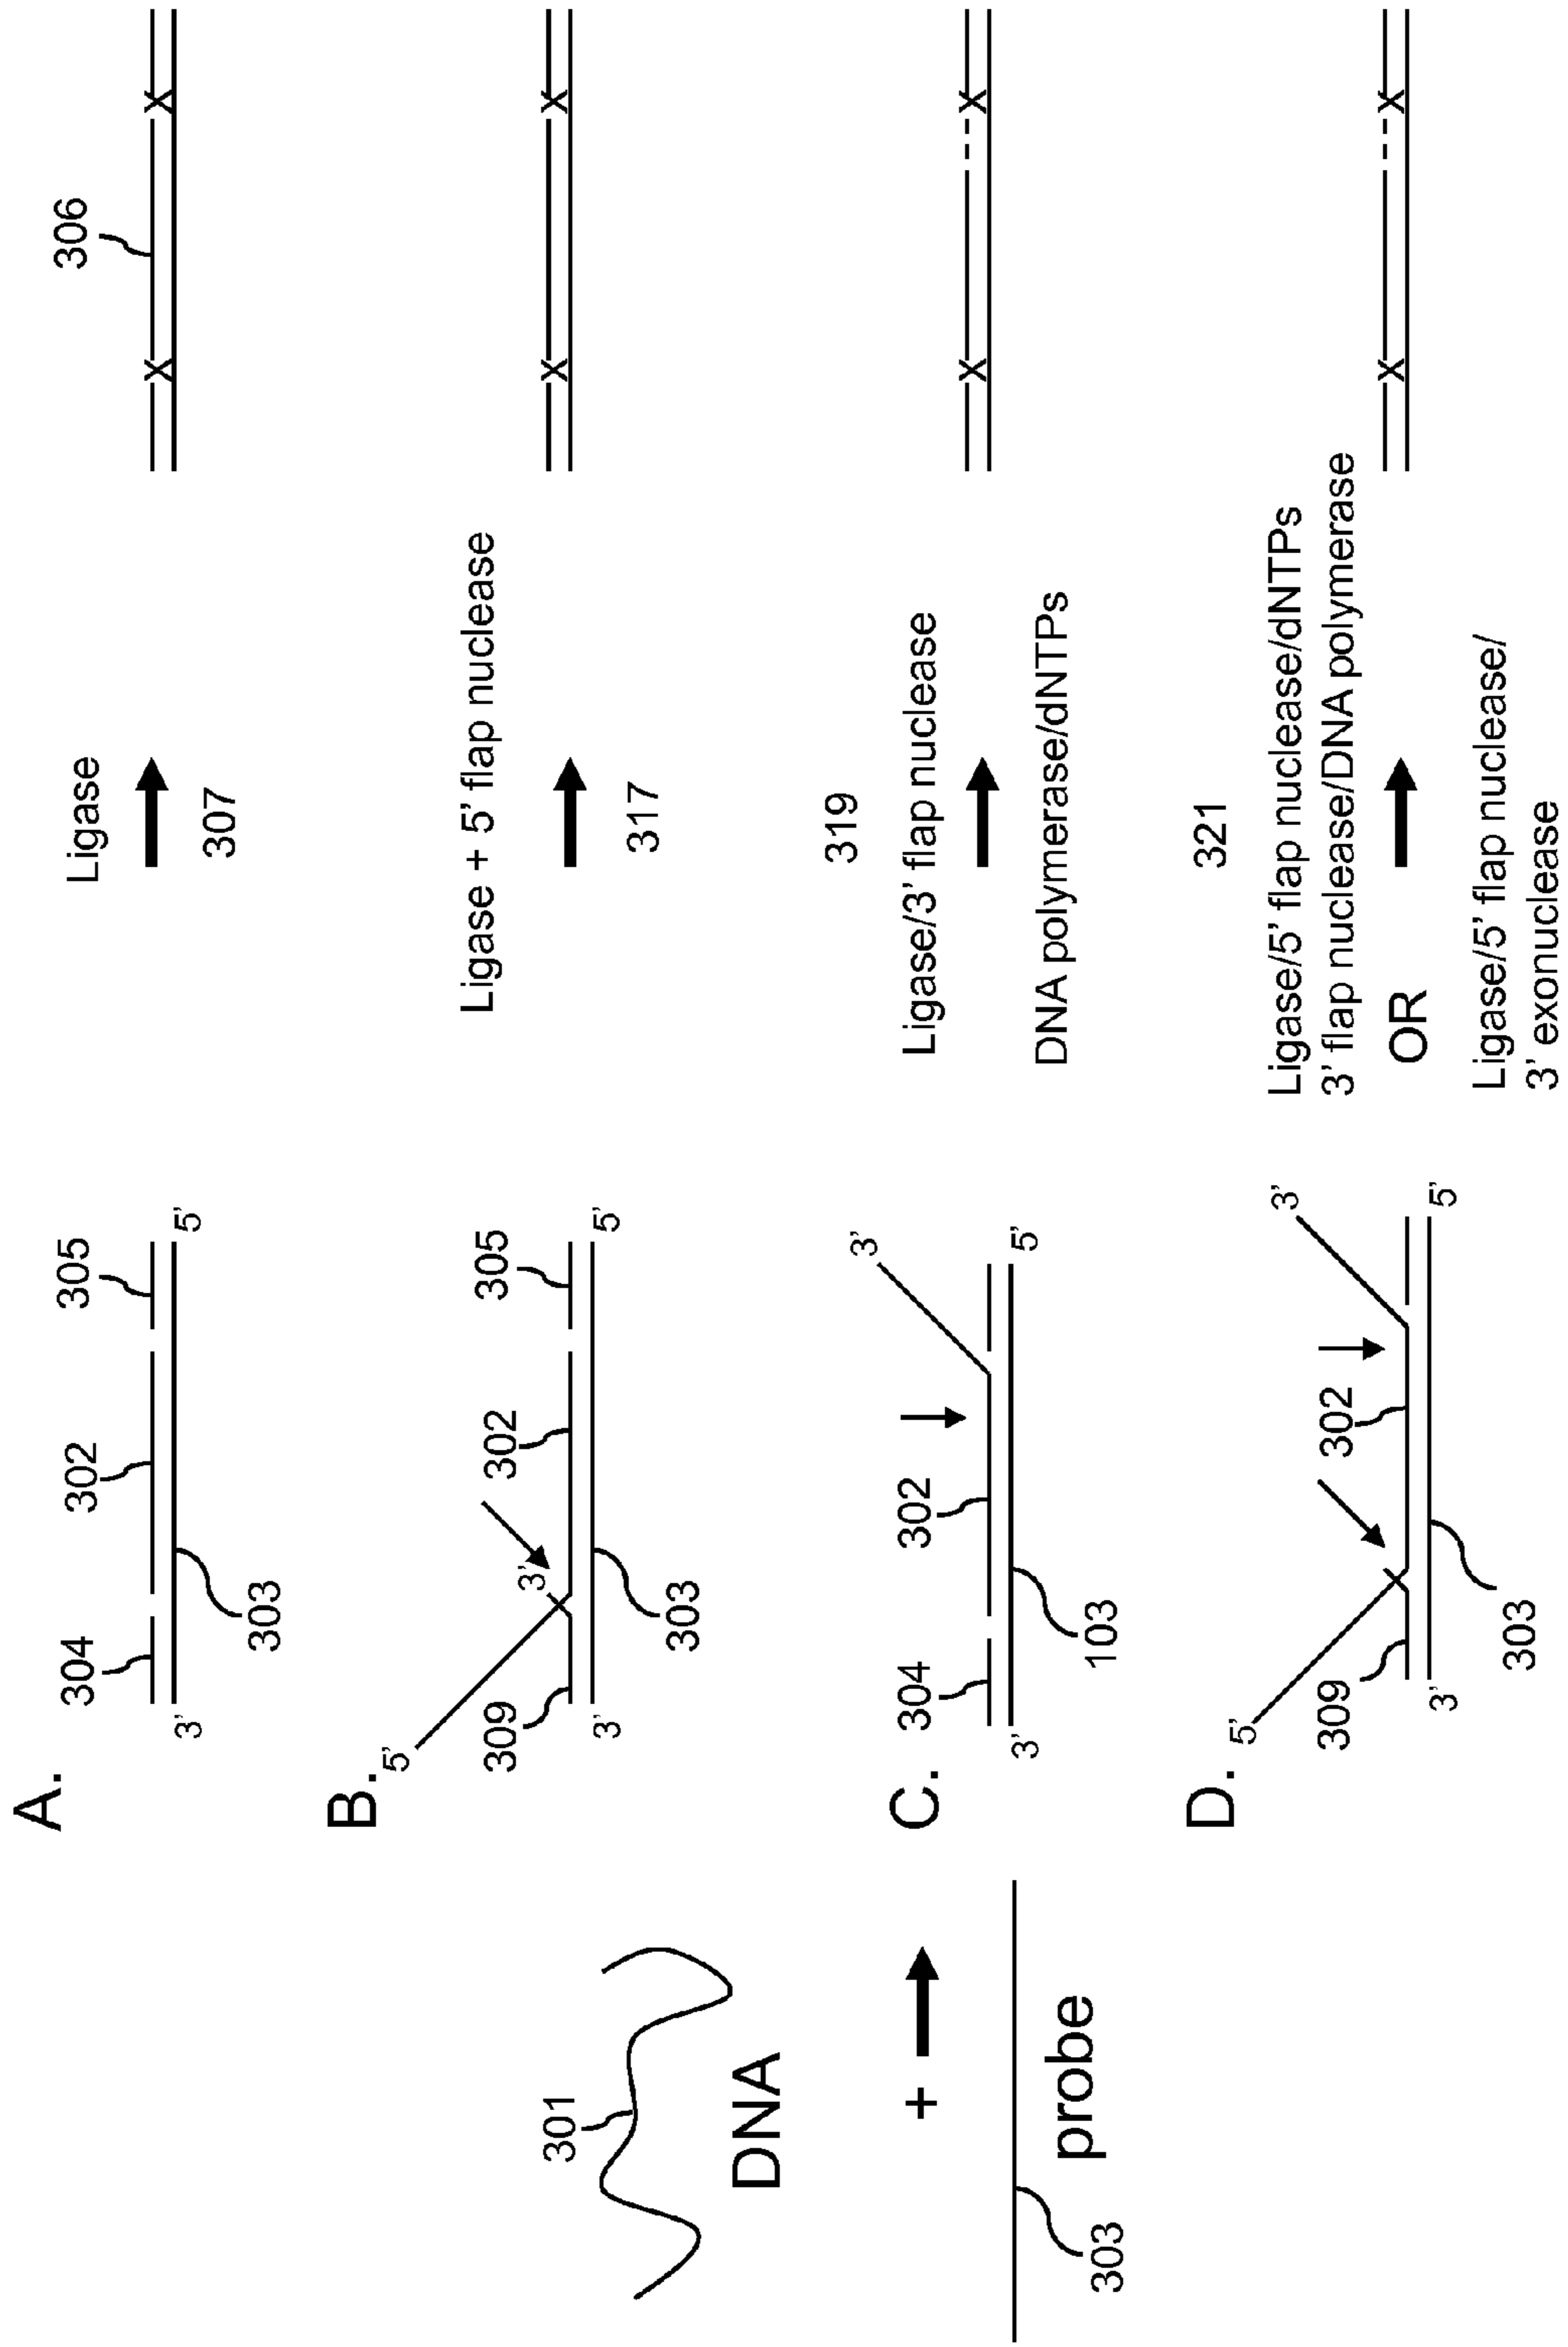 301
DNA
+
probe
303
A.
304
302
305
303
3'
5'
Ligase
307
306
X
X
B.
5'
309
3'
302
305
303
3'
5'
Ligase + 5' flap nuclease
317
X
X
C.
304
302
3'
103
3'
5'
319
Ligase/3' flap nuclease
DNA polymerase/dNTPs
X
X
D.
5'
309
302
3'
303
3'
5'
321
Ligase/5' flap nuclease/dNTPs
3' flap nuclease/DNA polymerase
OR
Ligase/5' flap nuclease/
3' exonuclease
X
X